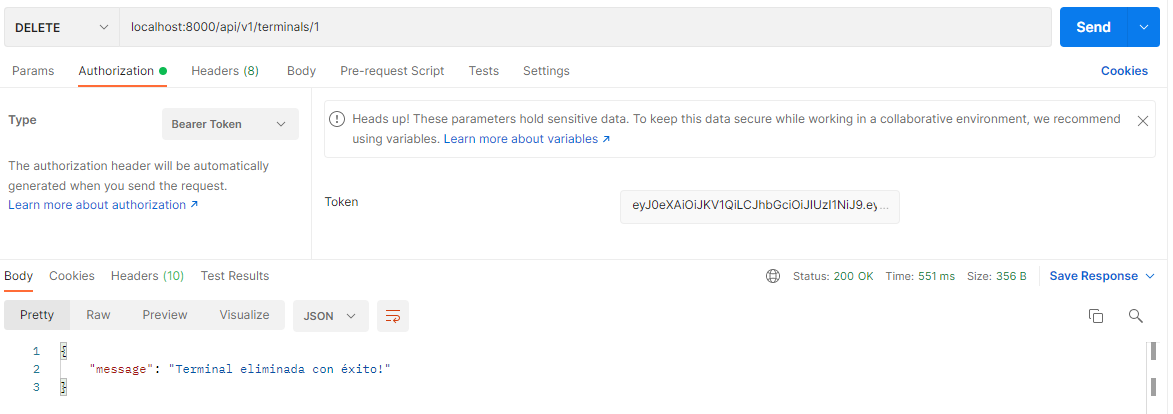 DELETE localhost:8000/api/v1/terminals/1 Send
Params Authorization Headers (8) Body Pre-request Script Tests Settings Cookies
Type Bearer Token
The authorization header will be automatically
generated when you send the request.
Learn more about authorization ↗
Heads up! These parameters hold sensitive data. To keep this data secure while working in a collaborative environment, we recommend
using variables. Learn more about variables ↗
Token eyJ0eXAiOiJKV1QiLCJhbGciOiJIUzI1NiJ9.ey...
Body Cookies Headers (10) Test Results Status: 200 OK Time: 551 ms Size: 356 B Save Response
Pretty Raw Preview Visualize JSON
1 {
2 "message": "Terminal eliminada con éxito!"
3 }